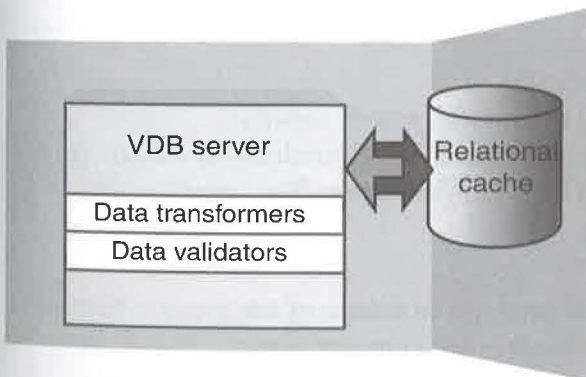 VDB server
Data transformers
Data validators
Relational
cache